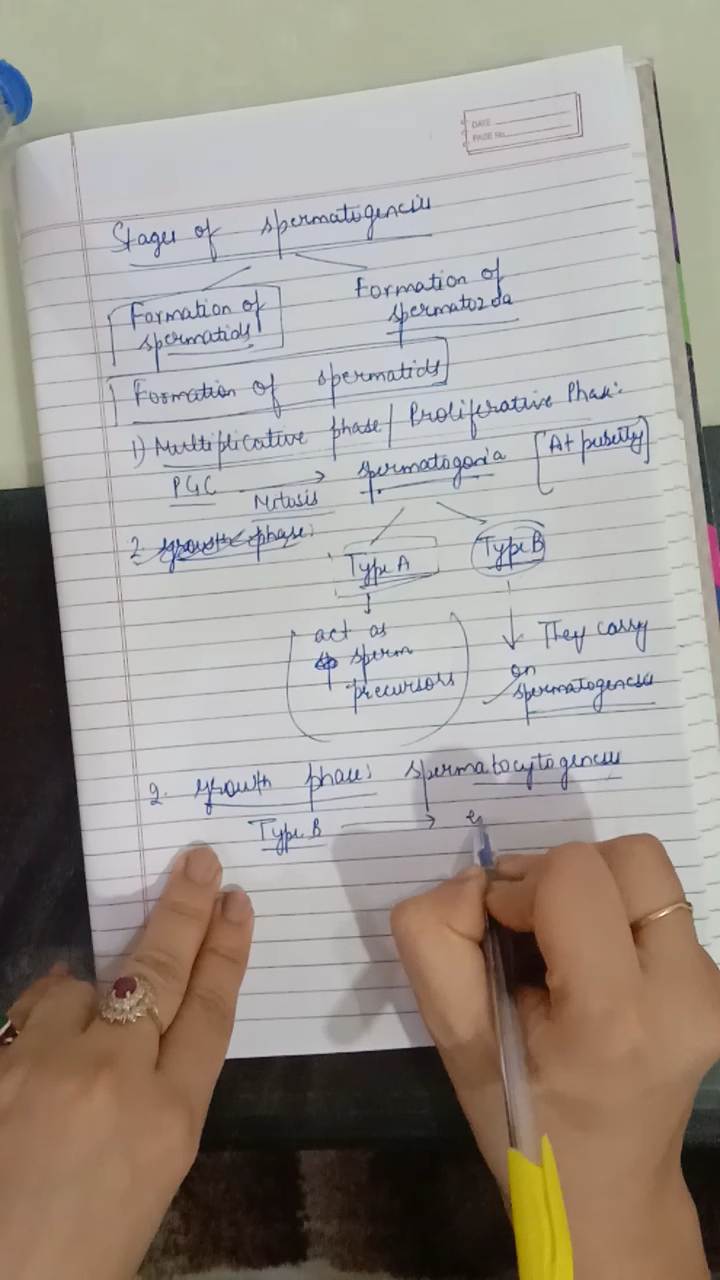 DATE
PAGE No.
Stages of spermatogenesis
Formation of spermatids
Formation of spermatozoa
Formation of spermatids
1) Multiplicative phase / Proliferative Phase:
PGC Mitosis → spermatogonia [At puberty]
2. growth phase:
Type A
Type B
act as
sperm
precursors
They carry
on
spermatogenesis
2. growth phase: spermatocytogenesis
Type B → e